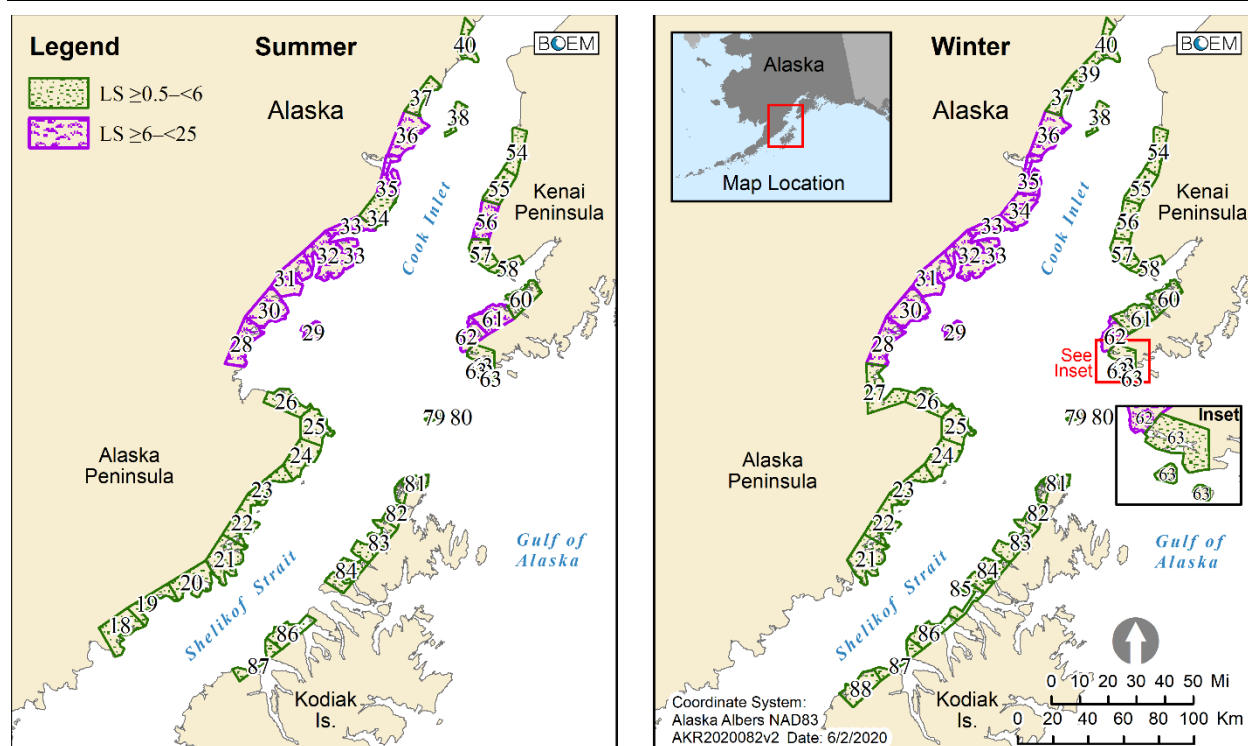 Legend
LS ≥0.5–<6
LS ≥6–<25
Summer
BOEM
Alaska
40
37
38
36
35
34
33
32
33
31
30
29
28
54
55
56
57
58
60
61
62
63
63
63
Cook Inlet
Kenai
Peninsula
26
25
24
23
22
21
20
19
18
79 80
81
82
83
84
86
87
Alaska
Peninsula
Shelikof Strait
Gulf of
Alaska
Kodiak
Is.
Winter
BOEM
Alaska
Map Location
Alaska
40
39
37
38
36
35
34
33
32
33
31
30
29
28
27
26
25
24
23
22
21
54
55
56
57
58
60
61
62
63
63
63
Cook Inlet
Kenai
Peninsula
See
Inset
79 80
Inset
62
63
63
63
81
82
83
84
85
86
87
88
Alaska
Peninsula
Shelikof Strait
Gulf of
Alaska
Kodiak
Is.
Coordinate System:
Alaska Albers NAD83
AKR2020082v2 Date: 6/2/2020
0 10 20 30 40 50 Mi
0 20 40 60 80 100 Km